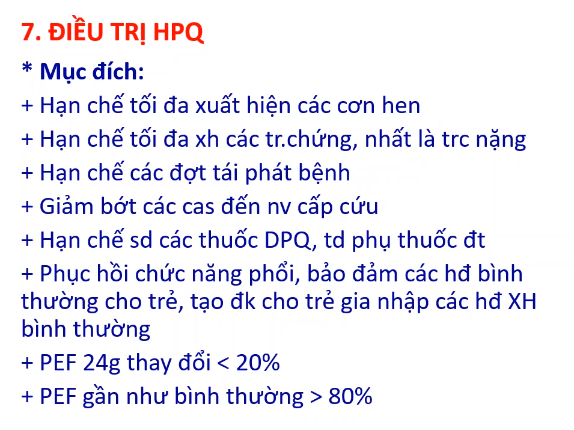 7. ĐIỀU TRỊ HPQ
* Mục đích:
+ Hạn chế tối đa xuất hiện các cơn hen
+ Hạn chế tối đa xh các tr.chứng, nhất là trc nặng
+ Hạn chế các đợt tái phát bệnh
+ Giảm bớt các cas đến nv cấp cứu
+ Hạn chế sd các thuốc DPQ, td phụ thuốc đt
+ Phục hồi chức năng phổi, bảo đảm các hđ bình
thường cho trẻ, tạo đk cho trẻ gia nhập các hđ XH
bình thường
+ PEF 24g thay đổi < 20%
+ PEF gần như bình thường > 80%